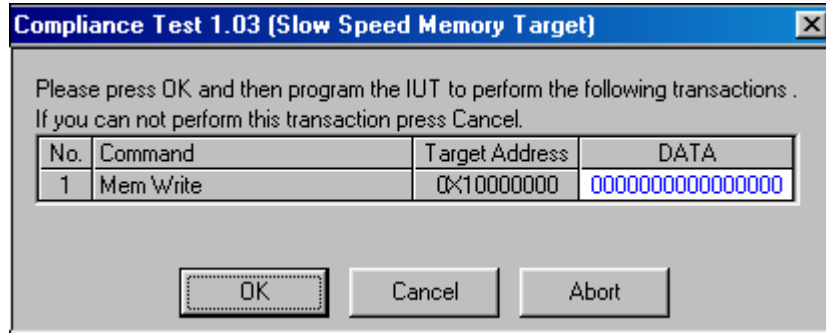 Compliance Test 1.03 (Slow Speed Memory Target)
Please press OK and then program the IUT to perform the following transactions .
If you can not perform this transaction press Cancel.
No. Command Target Address DATA
1 Mem Write 0X10000000 0000000000000000
OK Cancel Abort